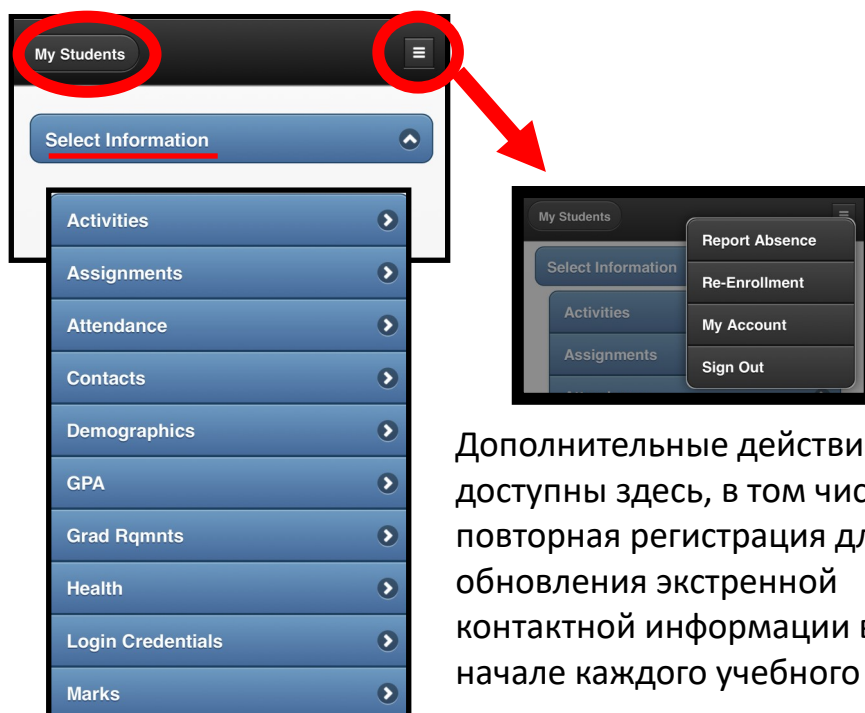 My Students
Select Information
Activities
Assignments
Attendance
Contacts
Demographics
GPA
Grad Rqmnts
Health
Login Credentials
Marks
My Students
Select Information
Activities
Assignments
Report Absence
Re-Enrollment
My Account
Sign Out
Дополнительные действи
доступны здесь, в том чис
повторная регистрация дл
обновления экстренной
контактной информации в
начале каждого учебного